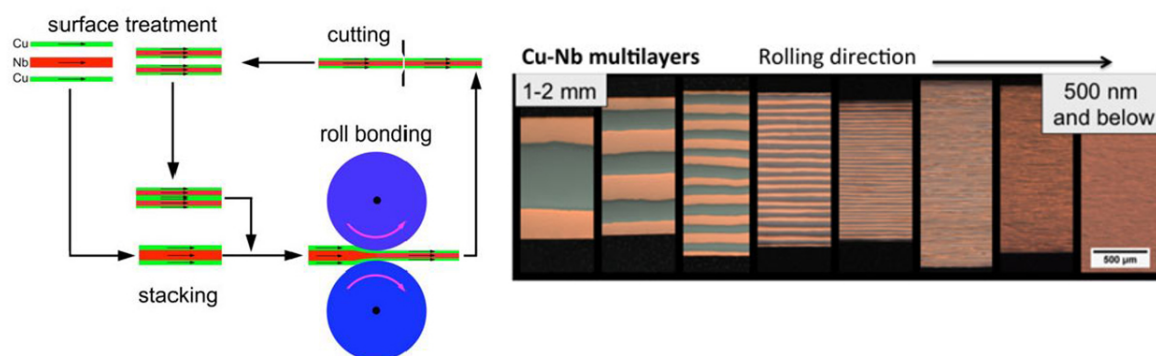 surface treatment
Cu
Nb
Cu
cutting
roll bonding
stacking
Cu-Nb multilayers
Rolling direction
1-2 mm
500 nm
and below
500 µm